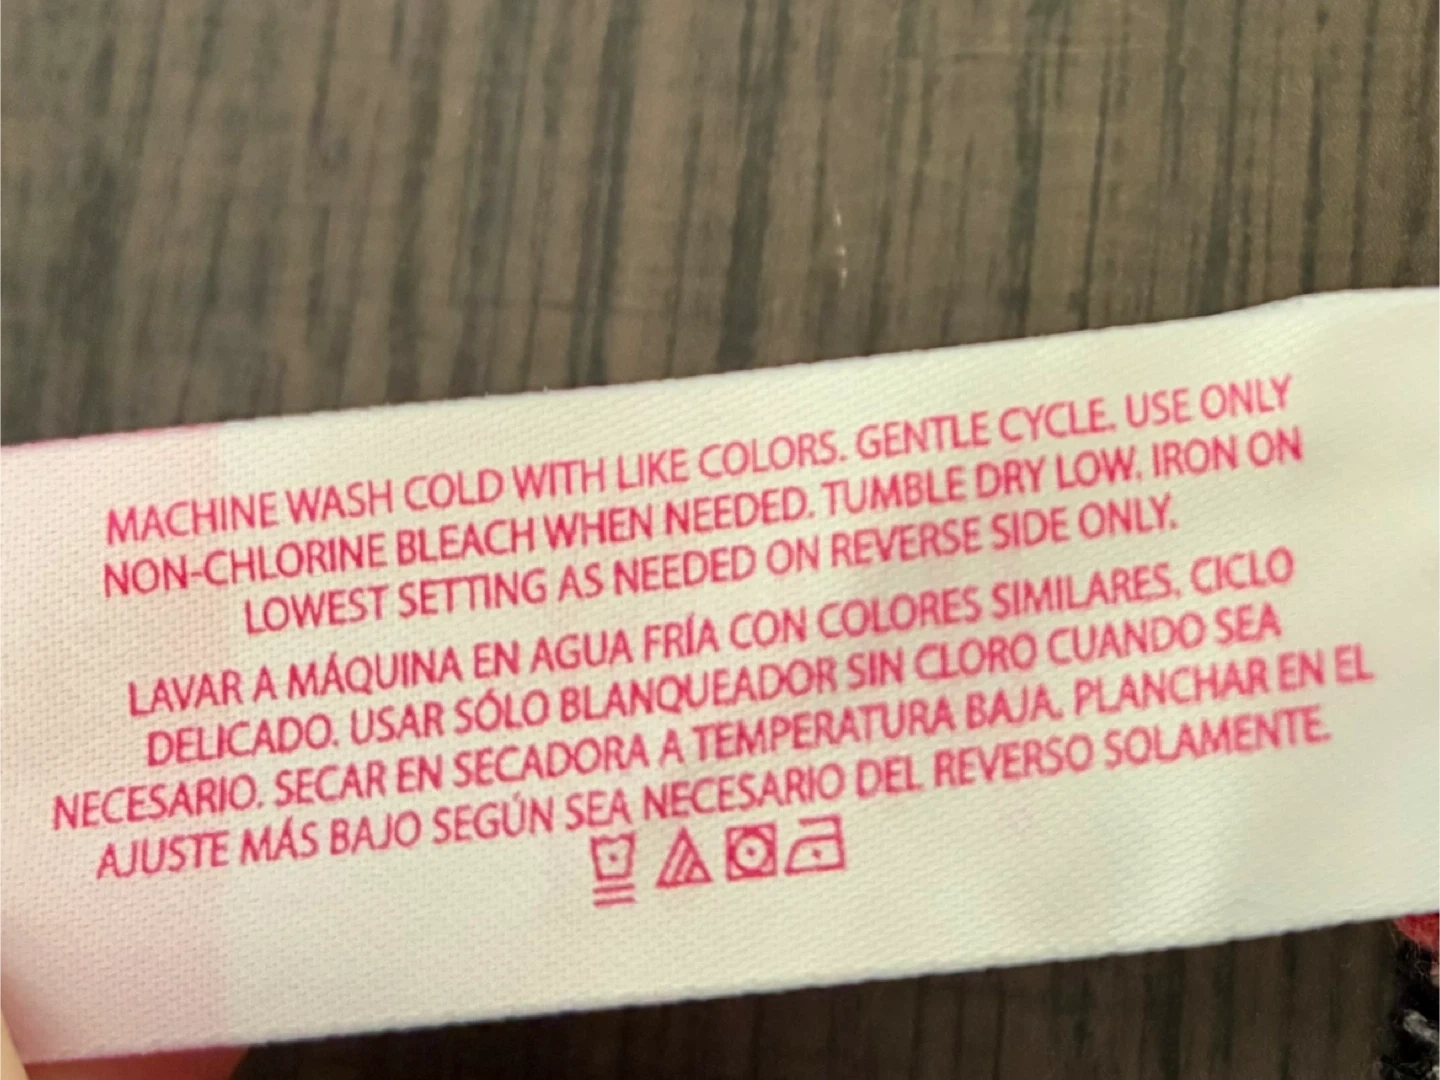 MACHINE WASH COLD WITH LIKE COLORS. GENTLE CYCLE. USE ONLY
NON-CHLORINE BLEACH WHEN NEEDED. TUMBLE DRY LOW. IRON ON
LOWEST SETTING AS NEEDED ON REVERSE SIDE ONLY.
LAVAR A MÁQUINA EN AGUA FRÍA CON COLORES SIMILARES, CICLO
DELICADO. USAR SÓLO BLANQUEADOR SIN CLORO CUANDO SEA
NECESARIO. SECAR EN SECADORA A TEMPERATURA BAJA. PLANCHAR EN EL
AJUSTE MÁS BAJO SEGÚN SEA NECESARIO DEL REVERSO SOLAMENTE.